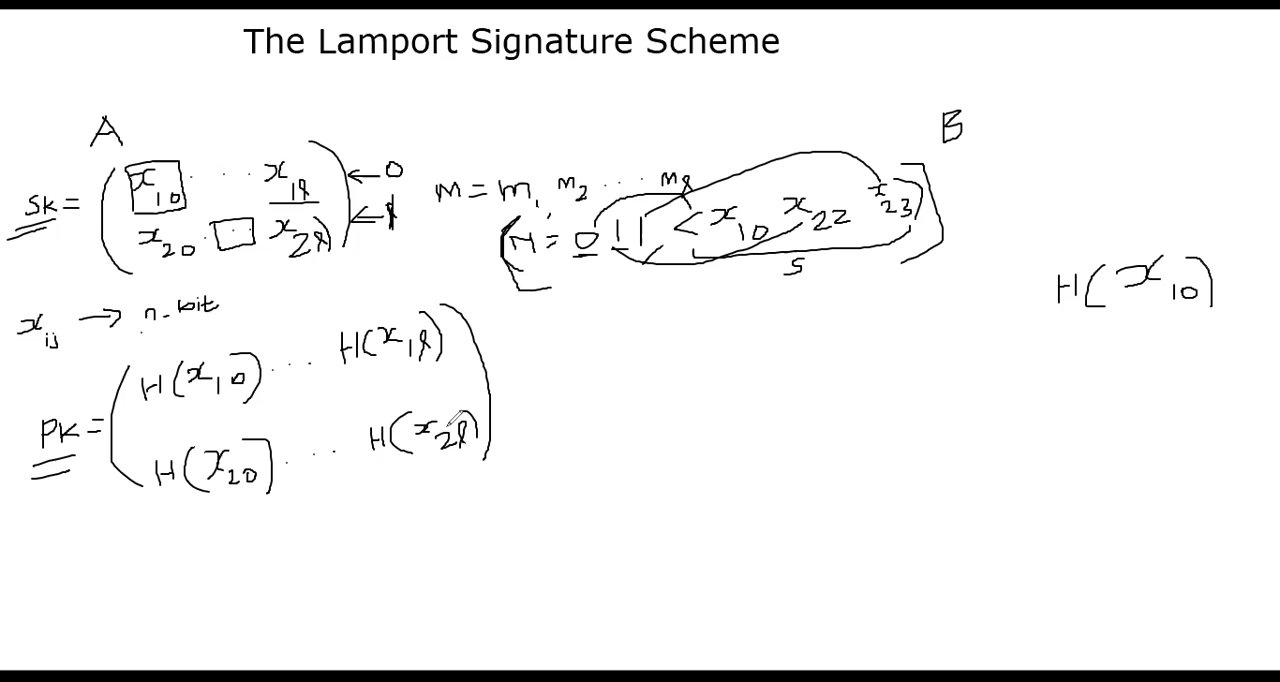 The Lamport Signature Scheme
A B
SK = ( x10 . . . x1l ) ← 0
( x20 . . x2l ) ← 1
M = m1 m2 . . . . ml
[ M = 0 1 1 < x10 x22 x23 ) ]
S
H(x10)
xij → n-bit
PK = ( H(x10) . . . H(x1l) )
( H(x20) . . . H(x2l) )